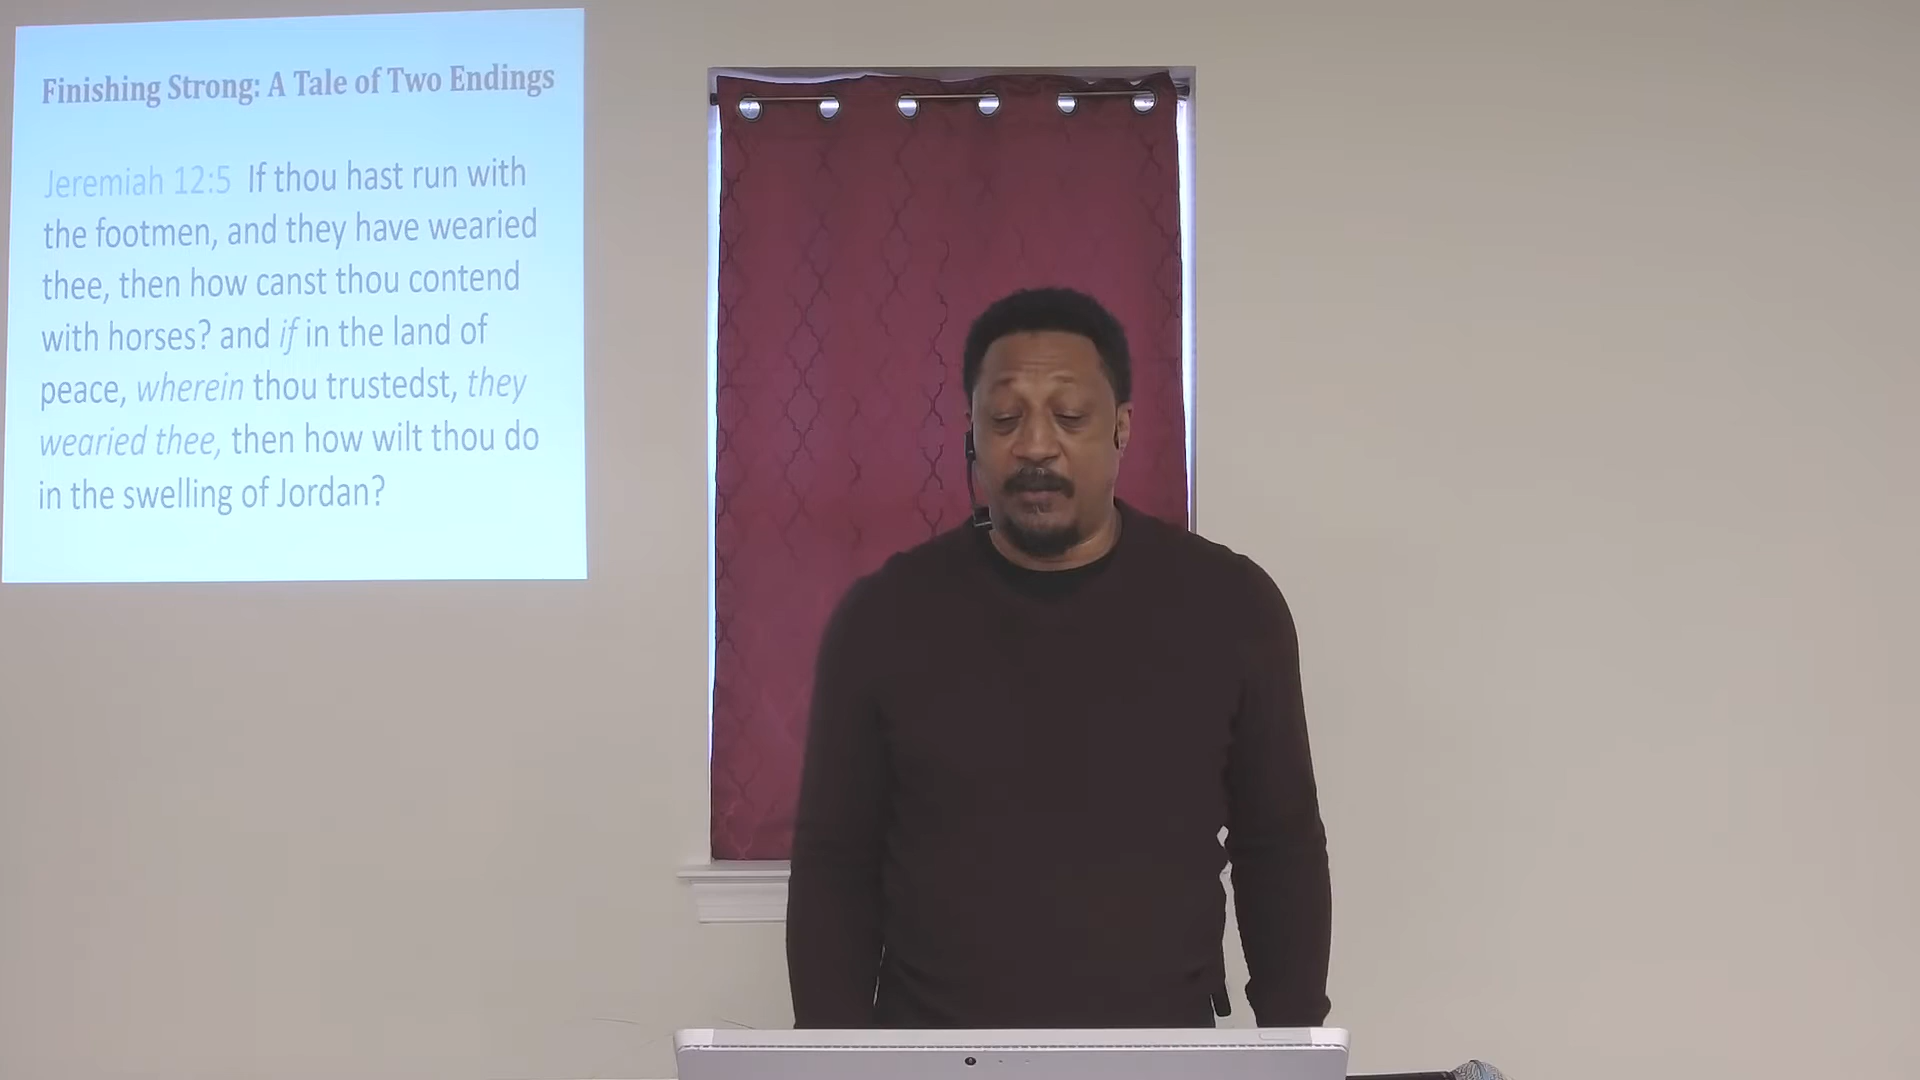 Finishing Strong: A Tale of Two Endings
Jeremiah 12:5 If thou hast run with
the footmen, and they have wearied
thee, then how canst thou contend
with horses? and if in the land of
peace, wherein thou trustedst, they
wearied thee, then how wilt thou do
in the swelling of Jordan?